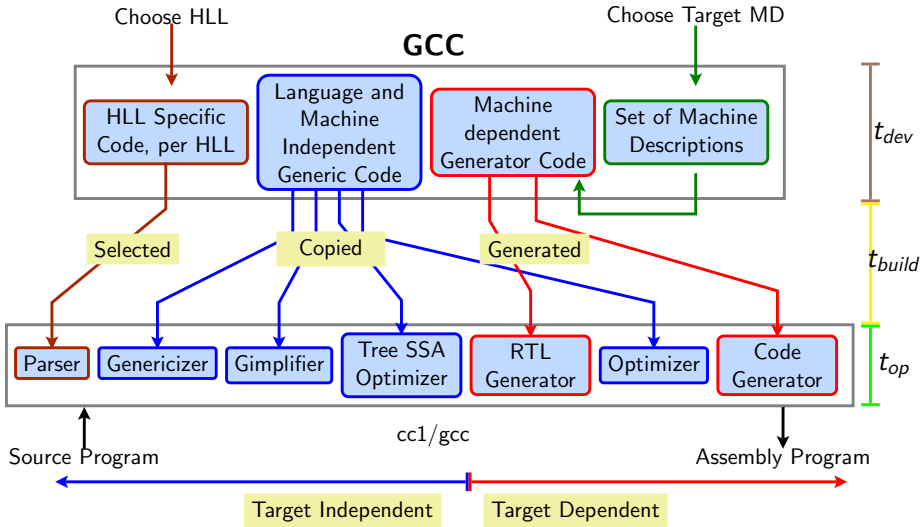 Choose HLL
Choose Target MD
GCC
HLL Specific
Code, per HLL
Language and
Machine
Independent
Generic Code
Machine
dependent
Generator Code
Set of Machine
Descriptions
t_dev
Selected
Copied
Generated
t_build
Parser
Genericizer
Gimplifier
Tree SSA
Optimizer
RTL
Generator
Optimizer
Code
Generator
t_op
cc1/gcc
Source Program
Assembly Program
Target Independent
Target Dependent